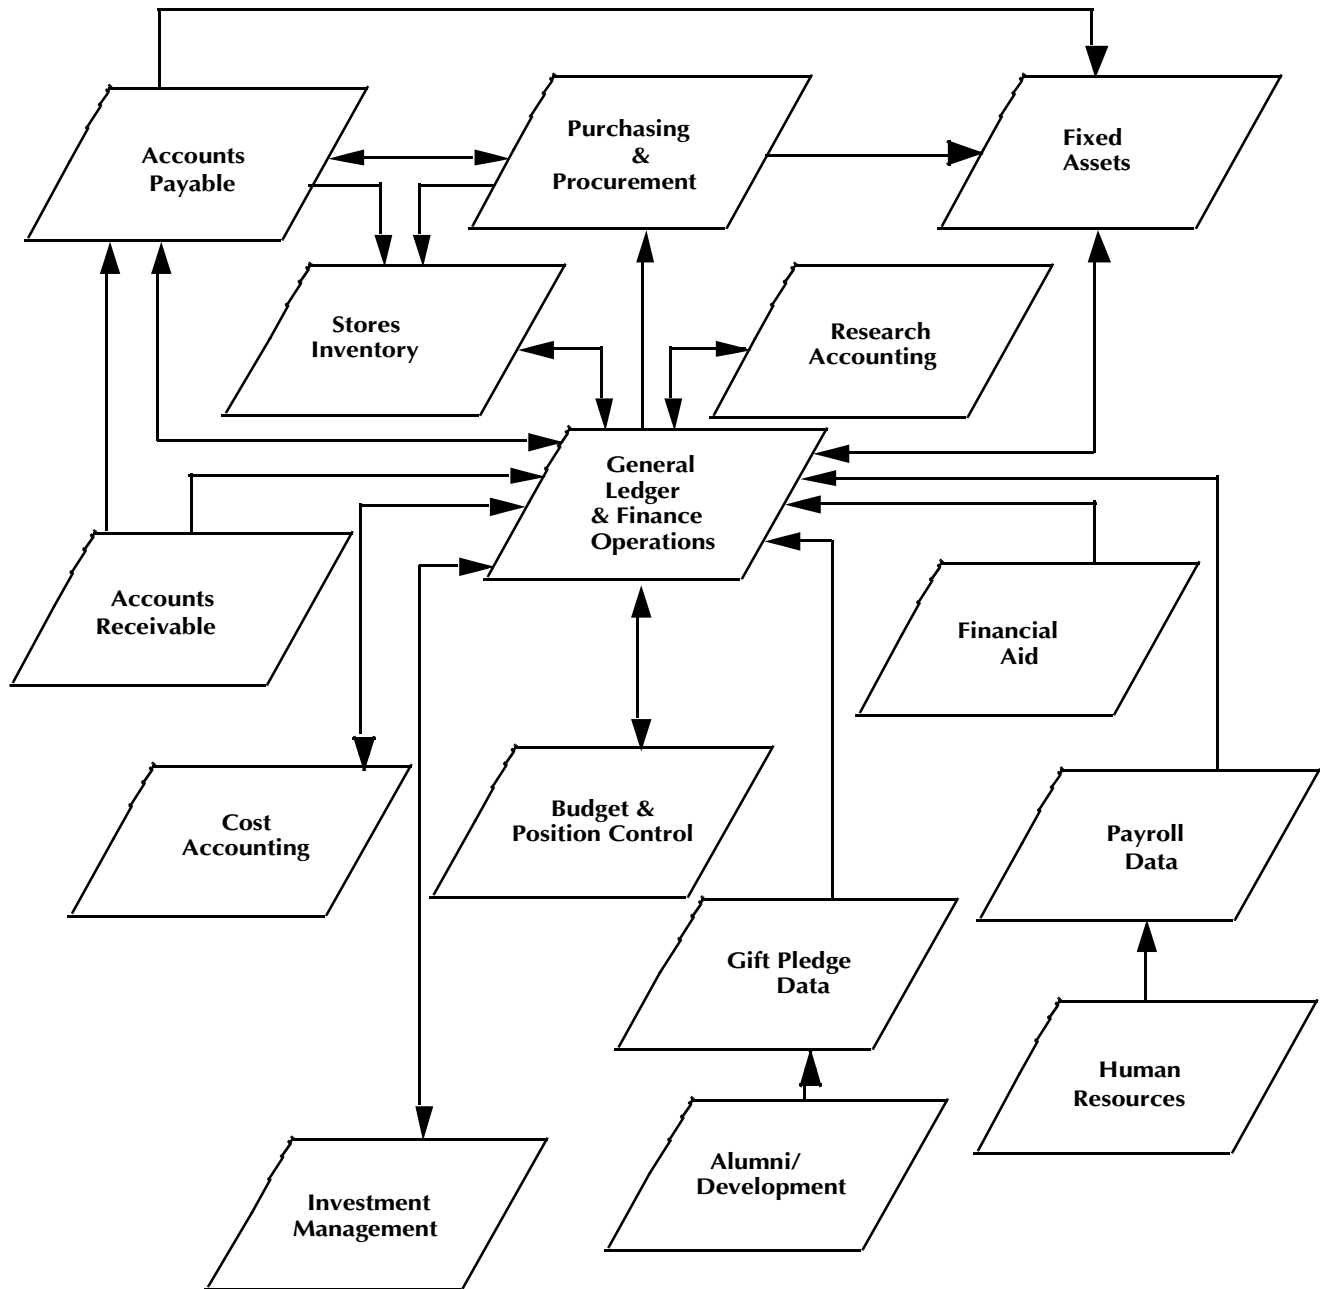 Accounts
Payable
Purchasing
&
Procurement
Fixed
Assets
Stores
Inventory
Research
Accounting
General
Ledger
& Finance
Operations
Accounts
Receivable
Financial
Aid
Cost
Accounting
Budget &
Position Control
Payroll
Data
Gift Pledge
Data
Human
Resources
Alumni/
Development
Investment
Management